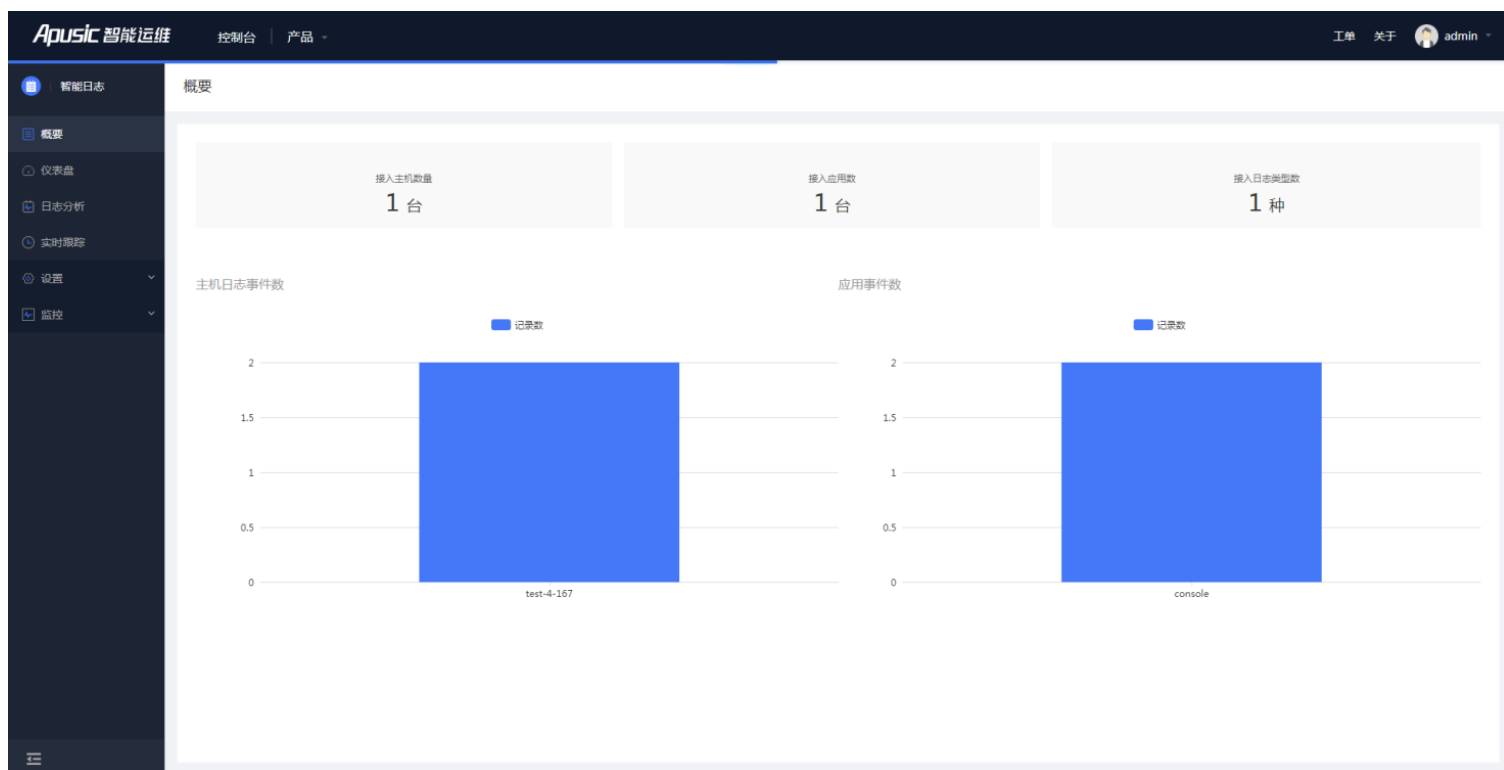 Apusic 智能运维 控制台 产品 工单 关于 admin
智能日志
概要
概要
仪表盘
日志分析
实时跟踪
设置
监控
接入主机数量
1 台
接入应用数
1 台
接入日志类型数
1 种
主机日志事件数
记录数
2
1.5
1
0.5
0
test-4-167
应用事件数
记录数
2
1.5
1
0.5
0
console